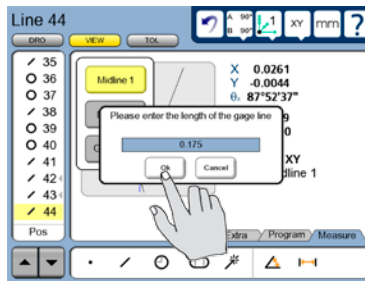 Line 44
DRO
VIEW
TOL
A 90°
B 90°
1
XY
mm
?
35
36
37
38
39
40
41
42
43
44
Pos
Midline 1
X 0.0261
Y -0.0044
87°52'37"
Please enter the length of the gage line
0.175
Ok
Cancel
XY
dline 1
Extra
Program
Measure